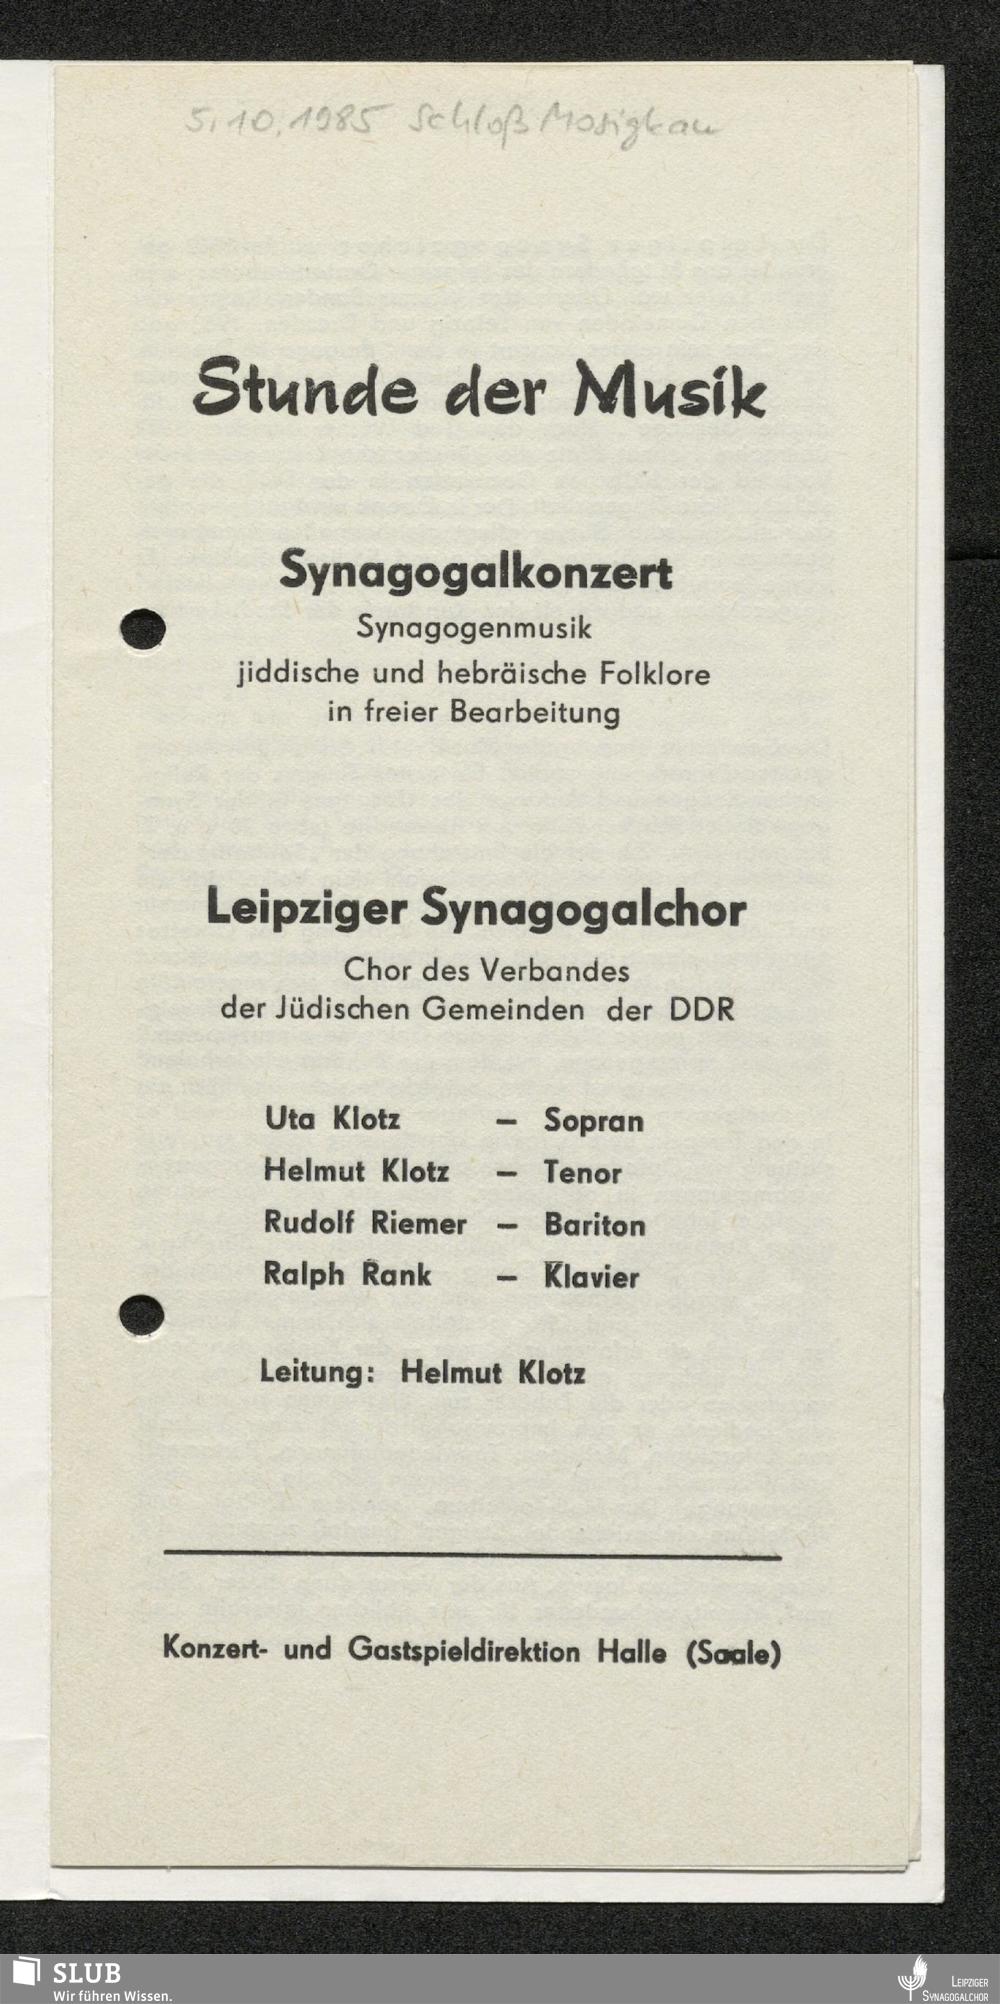 5.10.1985 Schloß Mosigkau
Stunde der Musik
Synagogalkonzert
Synagogenmusik
jiddische und hebräische Folklore
in freier Bearbeitung
Leipziger Synagogalchor
Chor des Verbandes
der Jüdischen Gemeinden der DDR
Uta Klotz – Sopran
Helmut Klotz – Tenor
Rudolf Riemer – Bariton
Ralph Rank – Klavier
Leitung: Helmut Klotz
Konzert- und Gastspieldirektion Halle (Saale)
SLUB
Wir führen Wissen.
LEIPZIGER
SYNAGOGALCHOR